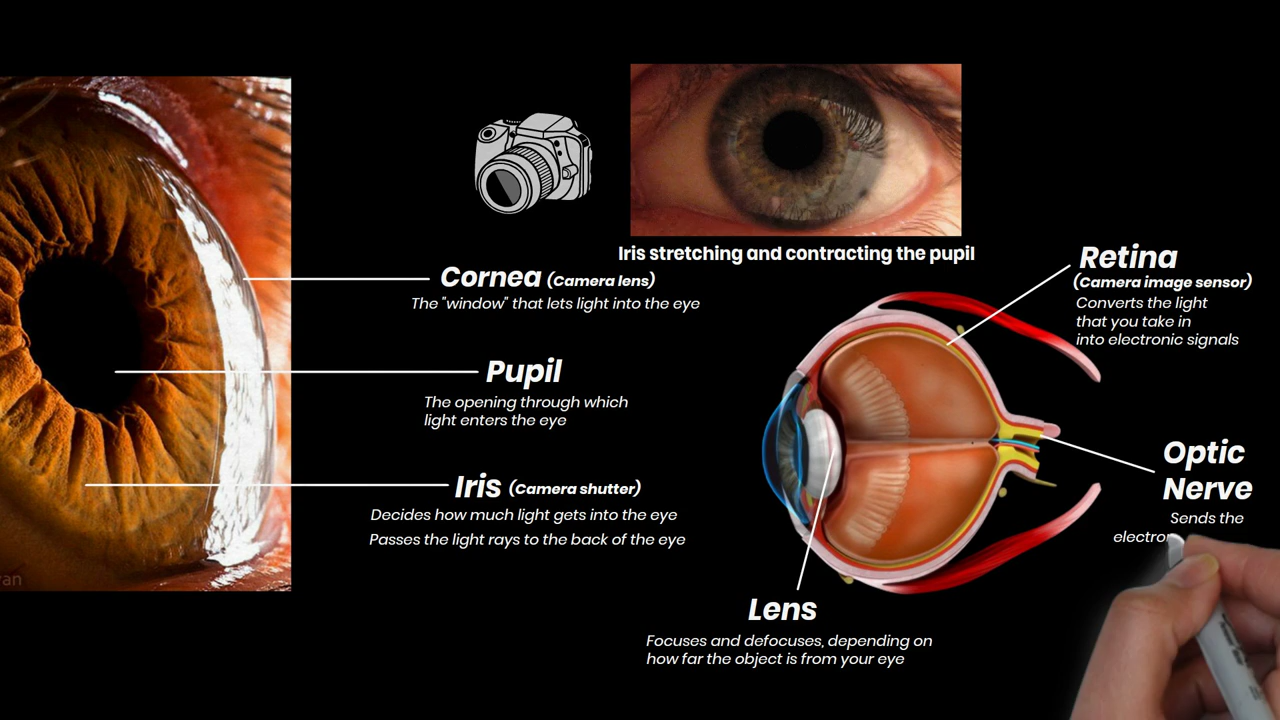 Iris stretching and contracting the pupil
Cornea (Camera lens)
The "window" that lets light into the eye
Pupil
The opening through which
light enters the eye
Iris (Camera shutter)
Decides how much light gets into the eye
Passes the light rays to the back of the eye
Retina
(Camera image sensor)
Converts the light
that you take in
into electronic signals
Optic
Nerve
Sends the
Lens
Focuses and defocuses, depending on
how far the object is from your eye